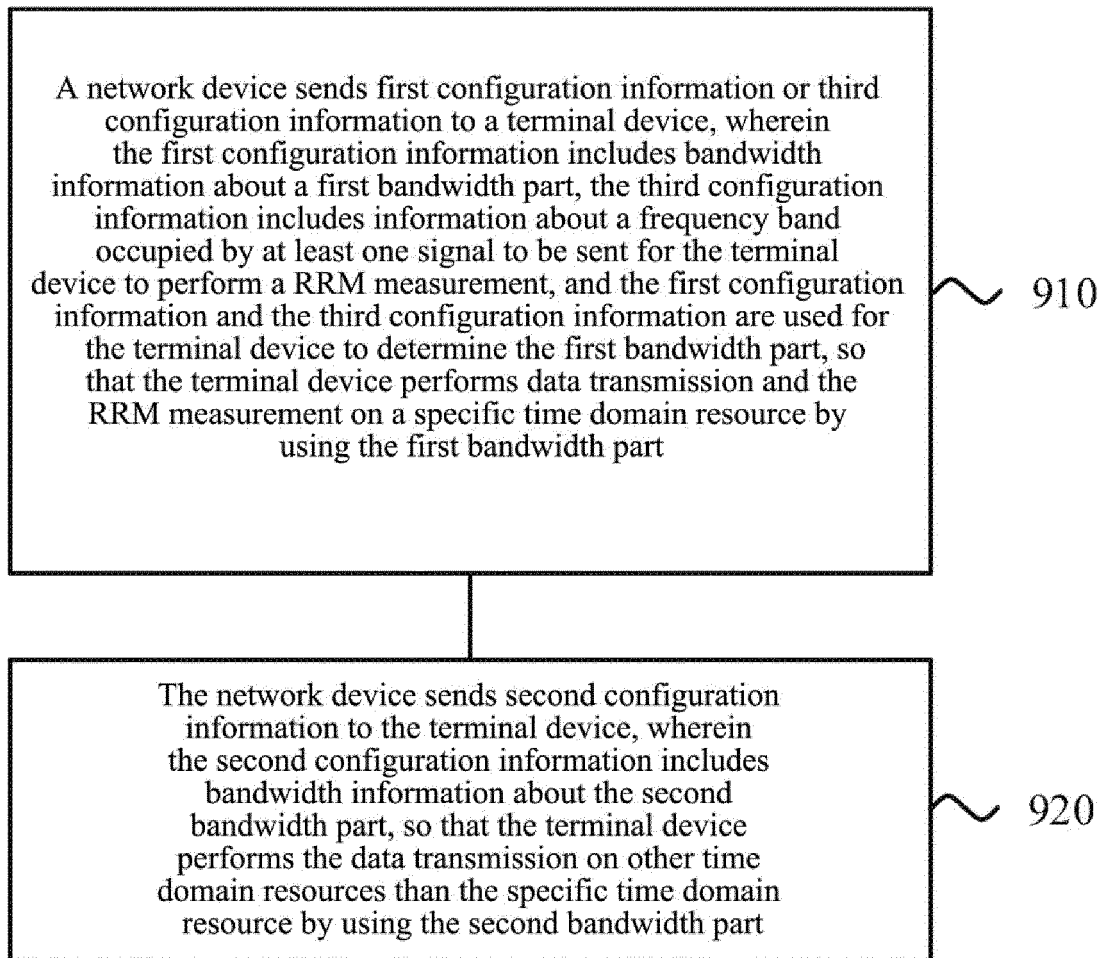 A network device sends first configuration information or third
configuration information to a terminal device, wherein
the first configuration information includes bandwidth
information about a first bandwidth part, the third configuration
information includes information about a frequency band
occupied by at least one signal to be sent for the terminal
device to perform a RRM measurement, and the first configuration
information and the third configuration information are used for
the terminal device to determine the first bandwidth part, so
that the terminal device performs data transmission and the
RRM measurement on a specific time domain resource by
using the first bandwidth part
910
The network device sends second configuration
information to the terminal device, wherein
the second configuration information includes
bandwidth information about the second
bandwidth part, so that the terminal device
performs the data transmission on other time
domain resources than the specific time domain
resource by using the second bandwidth part
920